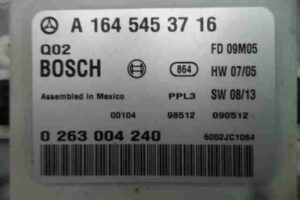 A 164 545 37 16
Q02
FD 09M05
BOSCH
864
HW 07/05
Assembled in Mexico
PPL3
SW 08/13
00104
98512
090512
0 263 004 240
6002JC1084